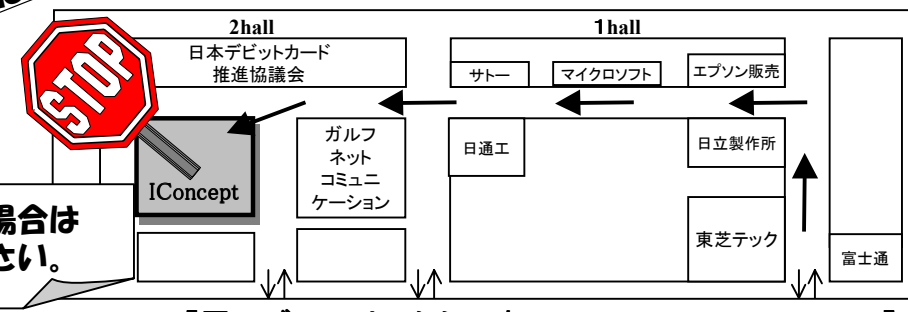 2hall
1hall
日本デビットカード
推進協議会
サトー
マイクロソフト
エプソン販売
STOP
IConcept
ガルフ
ネット
コミュニ
ケーション
日通工
日立製作所
東芝テック
富士通
場合は
さい。